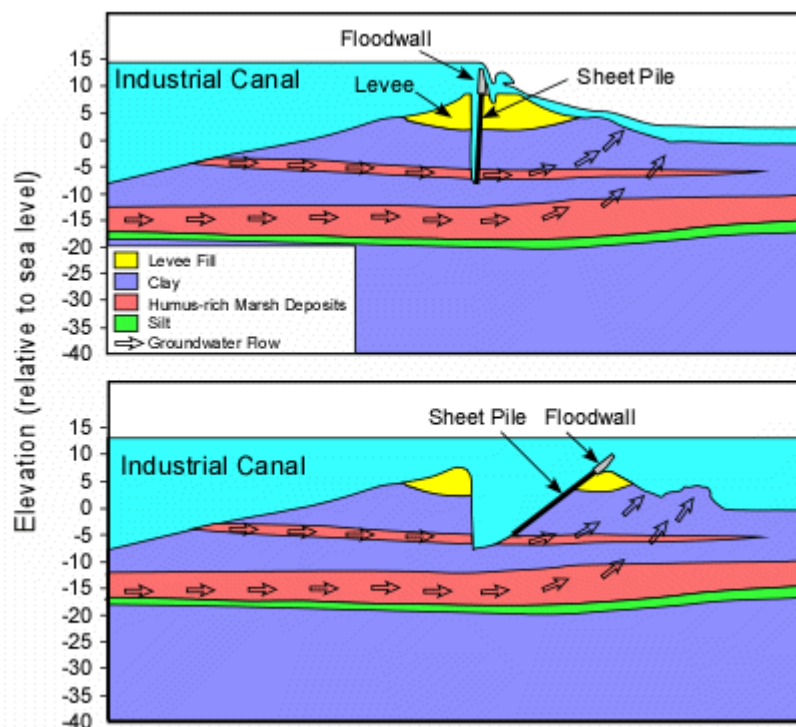 Elevation (relative to sea level)
Floodwall
Industrial Canal
Levee
Sheet Pile
15
10
5
0
-5
-10
-15
-20
-25
-30
-35
-40
Levee Fill
Clay
Humus-rich Marsh Deposits
Silt
Groundwater Flow
Sheet Pile
Floodwall
Industrial Canal
15
10
5
0
-5
-10
-15
-20
-25
-30
-35
-40